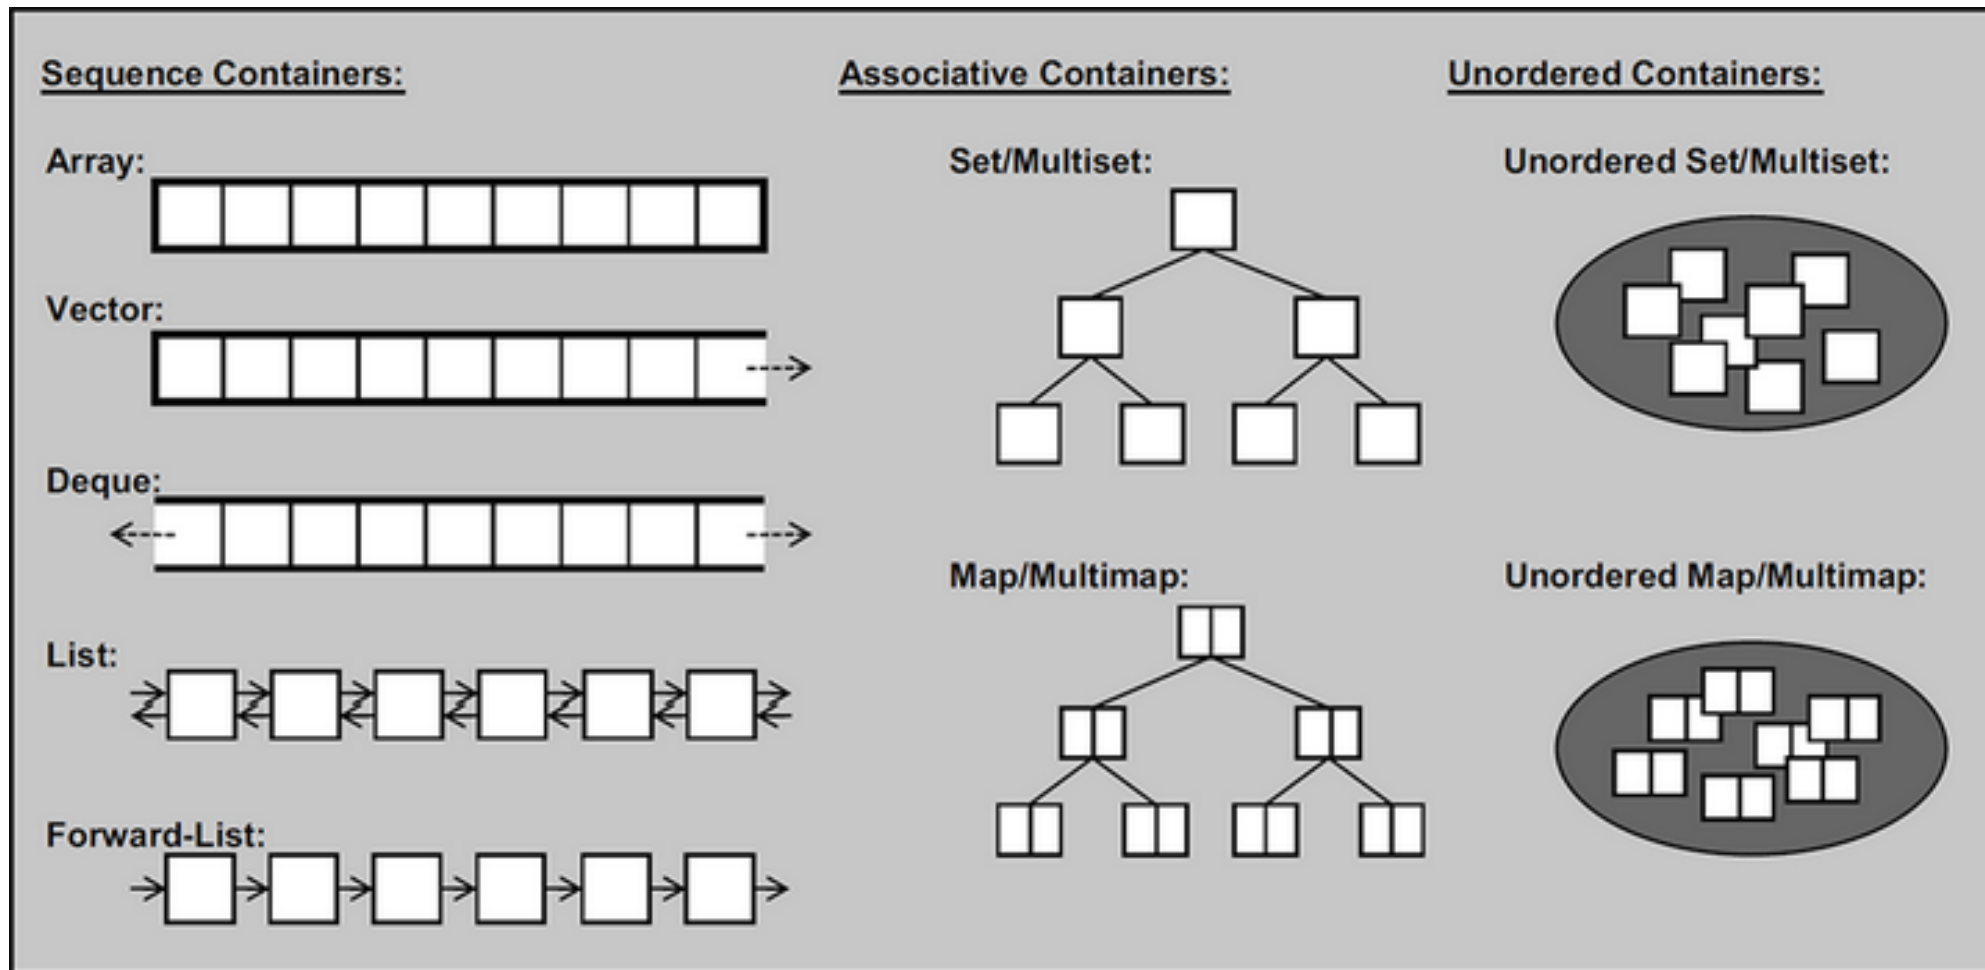 Sequence Containers:
Array:
Vector:
Deque:
List:
Forward-List:
Associative Containers:
Set/Multiset:
Map/Multimap:
Unordered Containers:
Unordered Set/Multiset:
Unordered Map/Multimap: